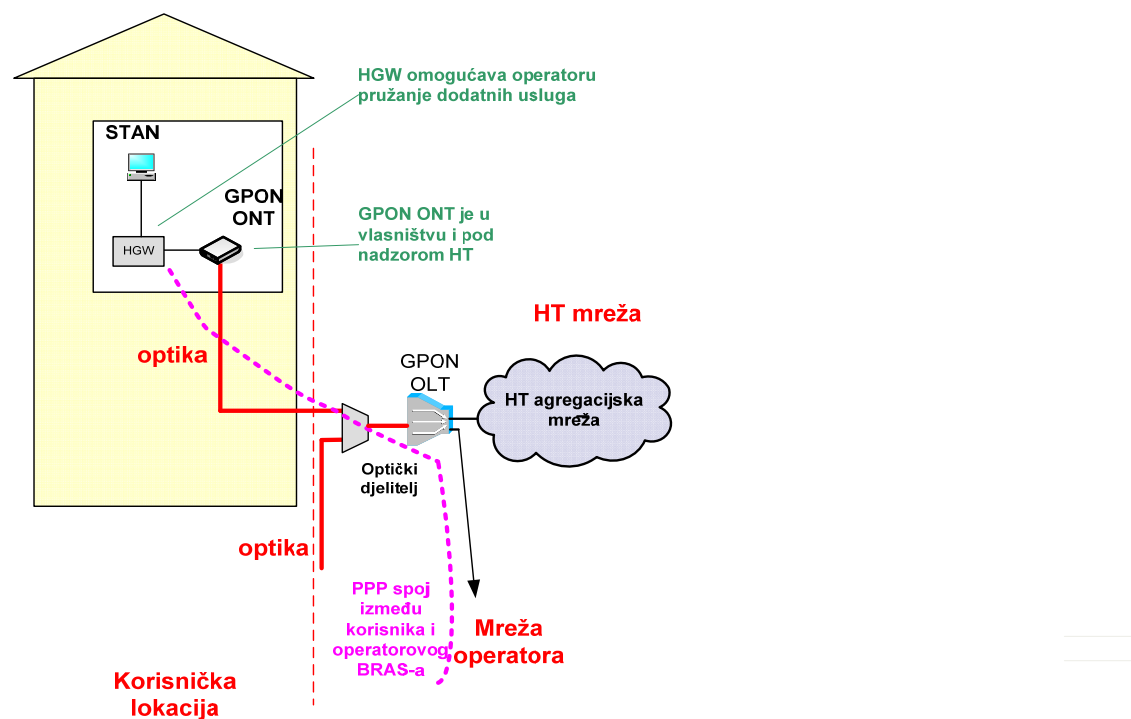 HGW omogućava operatoru
pružanje dodatnih usluga
STAN
GPON
ONT
HGW
GPON ONT je u
vlasništvu i pod
nadzorom HT
HT mreža
optika
GPON
OLT
HT agregacijska
mreža
Optički
djelitelj
optika
PPP spoj
između
korisnika i
operatorovog
BRAS-a
Mreža
operatora
Korisnička
lokacija